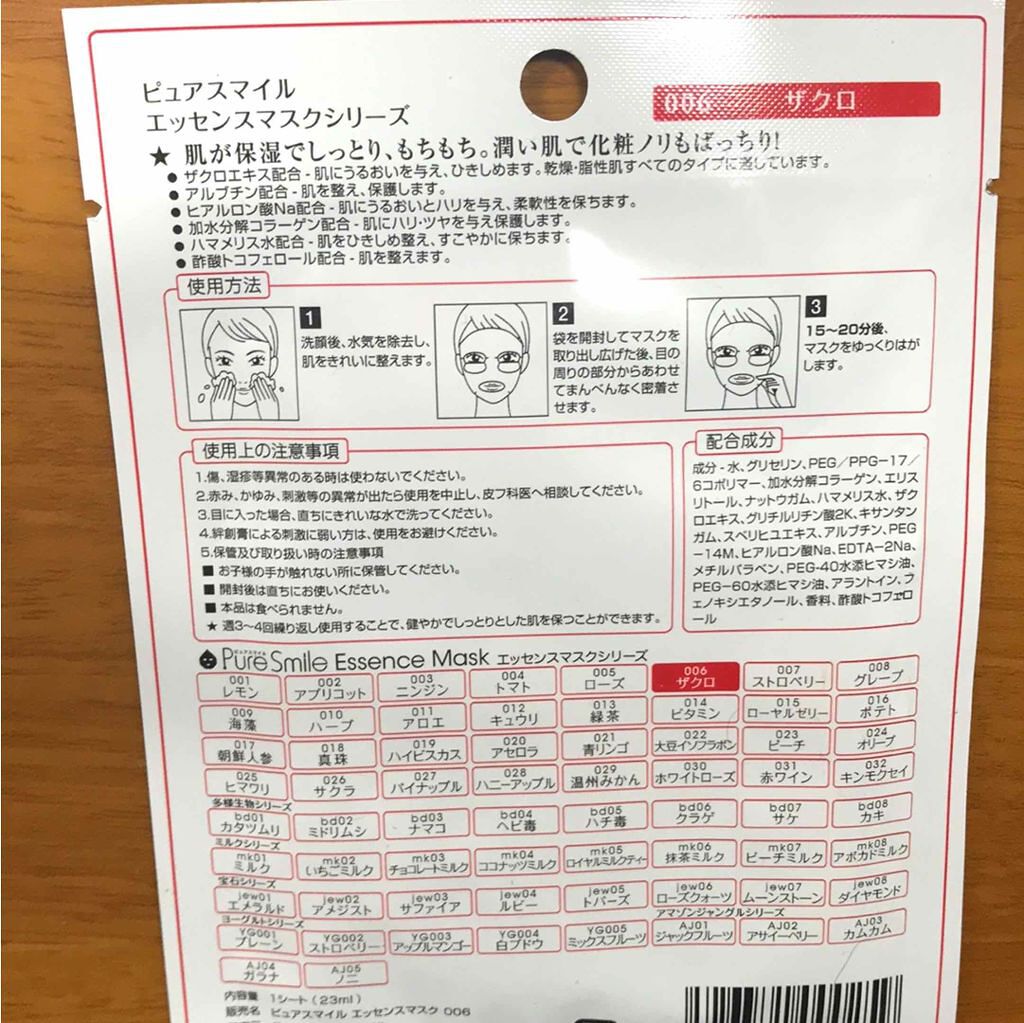 ピュアスマイル
エッセンスマスクシリーズ
006 ザクロ
★ 肌が保湿でしっとり、もちもち。潤い肌で化粧ノリもばっちり!
● ザクロエキス配合 - 肌にうるおいを与え、ひきしめます。乾燥・脂性肌すべてのタイプに適しています。
● アルブチン配合 - 肌を整え、保護します。
● ヒアルロン酸Na配合 - 肌にうるおいとハリを与え、柔軟性を保ちます。
● 加水分解コラーゲン配合 - 肌にハリ・ツヤを与え保護します。
● ハマメリス水配合 - 肌をひきしめ整え、すこやかに保ちます。
● 酢酸トコフェロール配合 - 肌を整えます。
使用方法
1
洗顔後、水気を除去し、
肌をきれいに整えます。
2
袋を開封してマスクを
取り出し広げた後、目の
周りの部分からあわせ
てまんべんなく密着さ
せます。
3
15～20分後、
マスクをゆっくりはが
します。
使用上の注意事項
1.傷、湿疹等異常のある時は使わないでください。
2.赤み、かゆみ、刺激等の異常が出たら使用を中止し、皮フ科医へ相談してください。
3.目に入った場合、直ちにきれいな水で洗ってください。
4.絆創膏による刺激に弱い方は、使用をお避けください。
5.保管及び取り扱い時の注意事項
■ お子様の手が触れない所に保管してください。
■ 開封後は直ちにお使いください。
■ 本品は食べられません。
★ 週3～4回繰り返し使用することで、健やかでしっとりとした肌を保つことができます。
配合成分
成分 - 水、グリセリン、PEG／PPG-17／
6コポリマー、加水分解コラーゲン、エリス
リトール、ナットウガム、ハマメリス水、ザク
ロエキス、グリチルリチン酸2K、キサンタン
ガム、スベリヒユエキス、アルブチン、PEG
-14M、ヒアルロン酸Na、EDTA-2Na、
メチルパラベン、PEG-40水添ヒマシ油、
PEG-60水添ヒマシ油、アラントイン、フ
ェノキシエタノール、香料、酢酸トコフェロ
ール
ピュアスマイル
Pure Smile Essence Mask エッセンスマスクシリーズ
001 レモン 002 アプリコット 003 ニンジン 004 トマト 005 ローズ 006 ザクロ 007 ストロベリー 008 グレープ
009 海藻 010 ハーブ 011 アロエ 012 キュウリ 013 緑茶 014 ビタミン 015 ローヤルゼリー 016 ポテト
017 朝鮮人参 018 真珠 019 ハイビスカス 020 アセロラ 021 青リンゴ 022 大豆イソフラボン 023 ピーチ 024 オリーブ
025 ヒマワリ 026 サクラ 027 パイナップル 028 ハニーアップル 029 温州みかん 030 ホワイトローズ 031 赤ワイン 032 キンモクセイ
多様生物シリーズ
bd01 カタツムリ bd02 ミドリムシ bd03 ナマコ bd04 ヘビ毒 bd05 ハチ毒 bd06 クラゲ bd07 サケ bd08 カキ
ミルクシリーズ
mk01 ミルク mk02 いちごミルク mk03 チョコレートミルク mk04 ココナッツミルク mk05 ロイヤルミルクティー mk06 抹茶ミルク mk07 ピーチミルク mk08 アボカドミルク
宝石シリーズ
jew01 エメラルド jew02 アメジスト jew03 サファイア jew04 ルビー jew05 トパーズ jew06 ローズクォーツ jew07 ムーンストーン jew08 ダイヤモンド
ヨーグルトシリーズ アマゾンジャングルシリーズ
YG001 プレーン YG002 ストロベリー YG003 アップルマンゴー YG004 白ブドウ YG005 ミックスフルーツ AJ01 ジャックフルーツ AJ02 アサイーベリー AJ03 カムカム
AJ04 ガラナ AJ05 ノニ
内容量 1シート（23ml）
販売名 ピュアスマイル エッセンスマスク 006